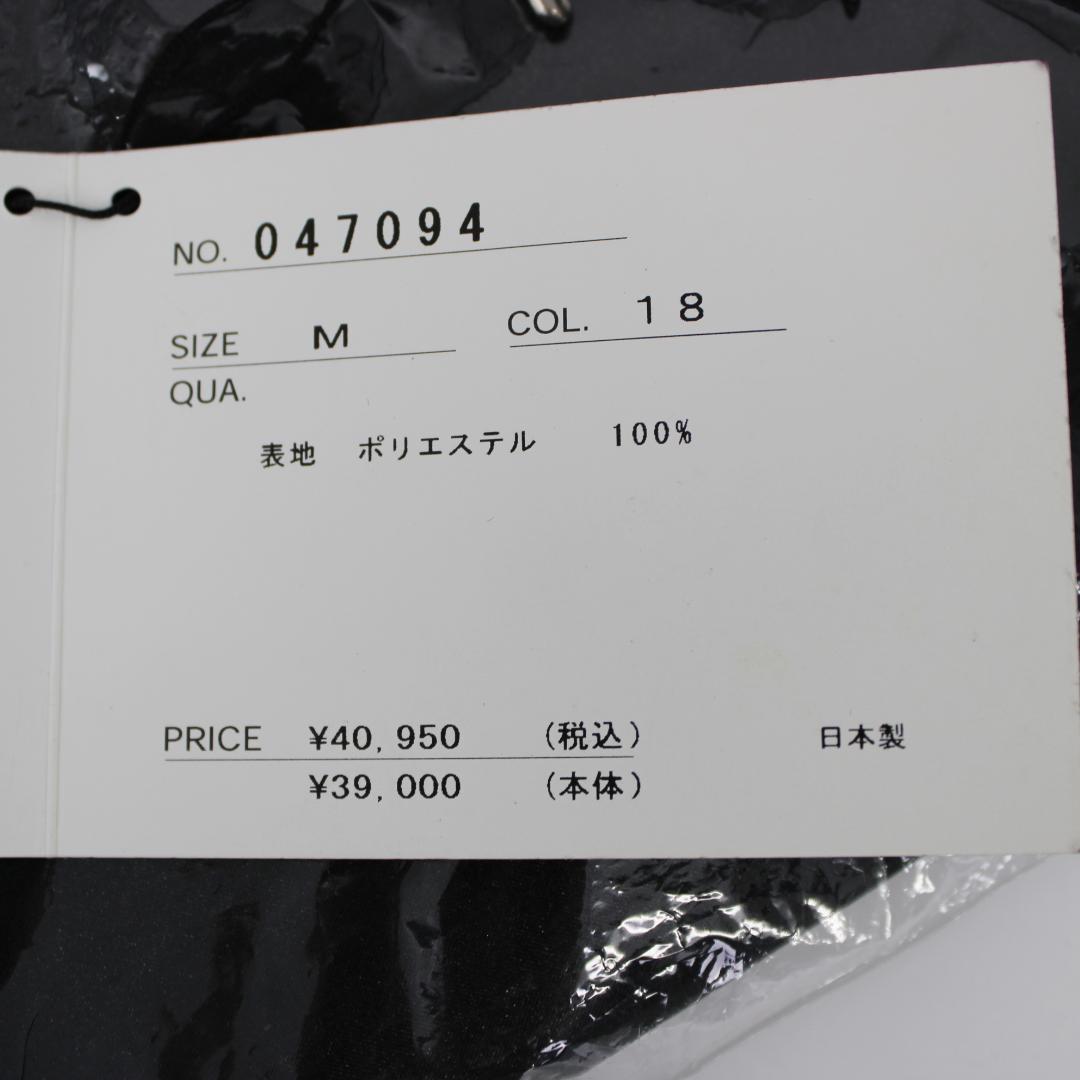 NO. 047094
SIZE M COL. 18
QUA.
表地 ポリエステル 100%
PRICE ¥40,950 (税込) 日本製
¥39,000 (本体)